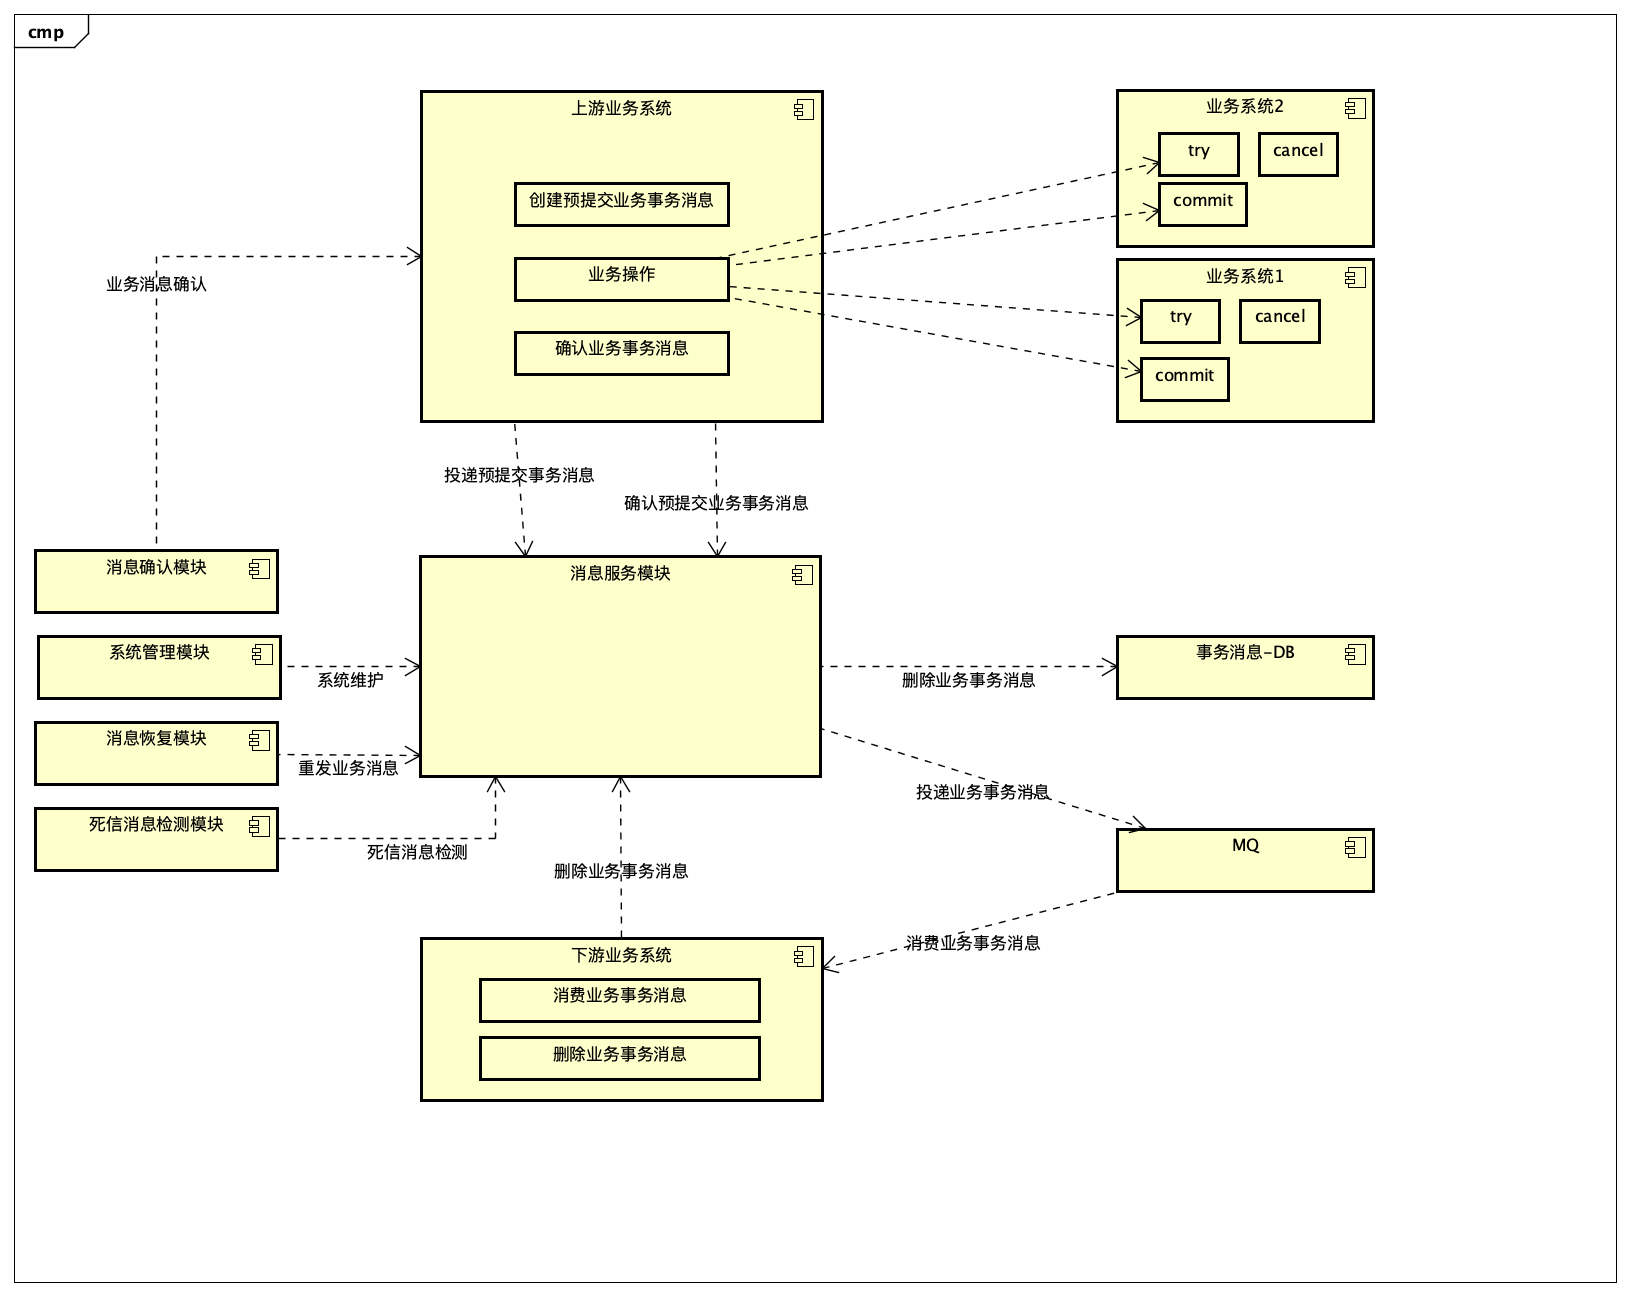 cmp
上游业务系统
创建预提交业务事务消息
业务操作
确认业务事务消息
业务系统2
try
cancel
commit
业务系统1
try
cancel
commit
业务消息确认
投递预提交事务消息
确认预提交业务事务消息
消息确认模块
系统管理模块
系统维护
消息恢复模块
重发业务消息
死信消息检测模块
死信消息检测
消息服务模块
删除业务事务消息
事务消息-DB
投递业务事务消息
MQ
删除业务事务消息
消费业务事务消息
下游业务系统
消费业务事务消息
删除业务事务消息